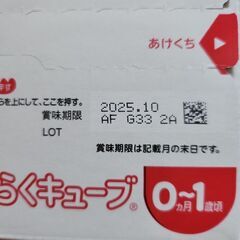 あけくち
らを上にして、ここを押す。
賞味期限 2025.10
LOT AF G33 2A
賞味期限は記載月の末日です。
らくキューブ®
0ヵ月~1歳頃